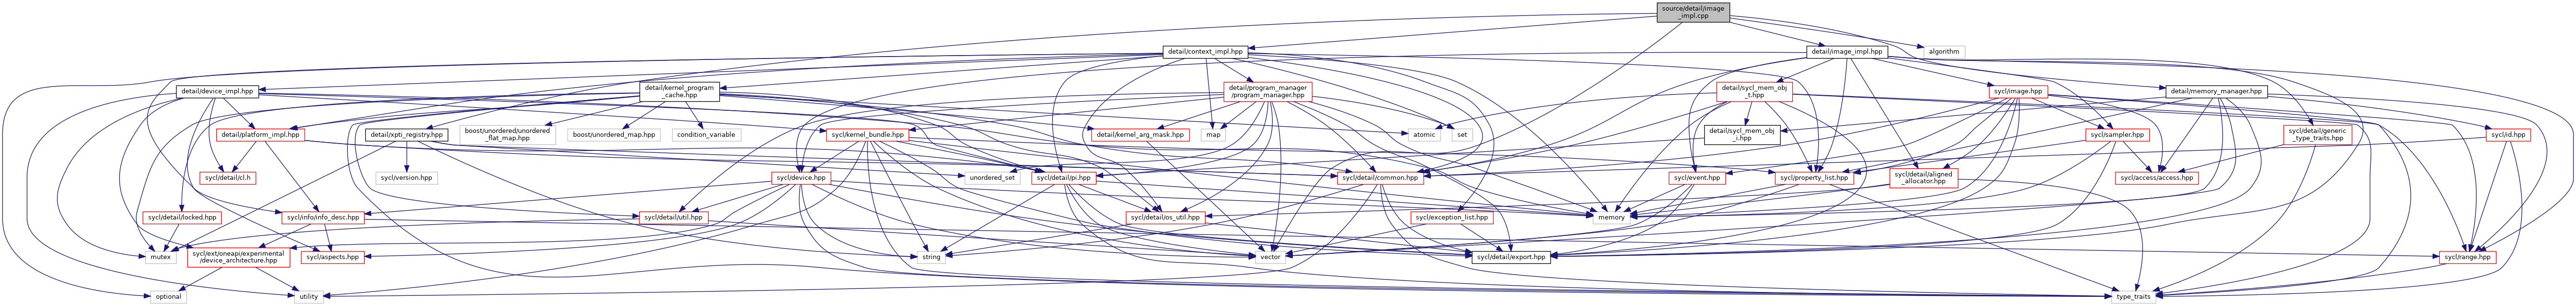 source/detail/image
_impl.cpp
detail/context_impl.hpp
detail/image_impl.hpp
algorithm
detail/device_impl.hpp
detail/kernel_program
_cache.hpp
detail/program_manager
/program_manager.hpp
detail/sycl_mem_obj
_t.hpp
sycl/image.hpp
detail/memory_manager.hpp
detail/platform_impl.hpp
detail/xpti_registry.hpp
boost/unordered/unordered
_flat_map.hpp
boost/unordered_map.hpp
condition_variable
sycl/kernel_bundle.hpp
detail/kernel_arg_mask.hpp
map
atomic
set
detail/sycl_mem_obj
_i.hpp
sycl/sampler.hpp
sycl/detail/generic
_type_traits.hpp
sycl/id.hpp
sycl/detail/cl.h
sycl/version.hpp
sycl/device.hpp
unordered_set
sycl/detail/pi.hpp
sycl/detail/common.hpp
sycl/event.hpp
sycl/property_list.hpp
sycl/detail/aligned
_allocator.hpp
sycl/access/access.hpp
sycl/detail/locked.hpp
sycl/info/info_desc.hpp
sycl/detail/util.hpp
sycl/detail/os_util.hpp
sycl/exception_list.hpp
memory
mutex
sycl/ext/oneapi/experimental
/device_architecture.hpp
sycl/aspects.hpp
string
vector
sycl/detail/export.hpp
sycl/range.hpp
optional
utility
type_traits